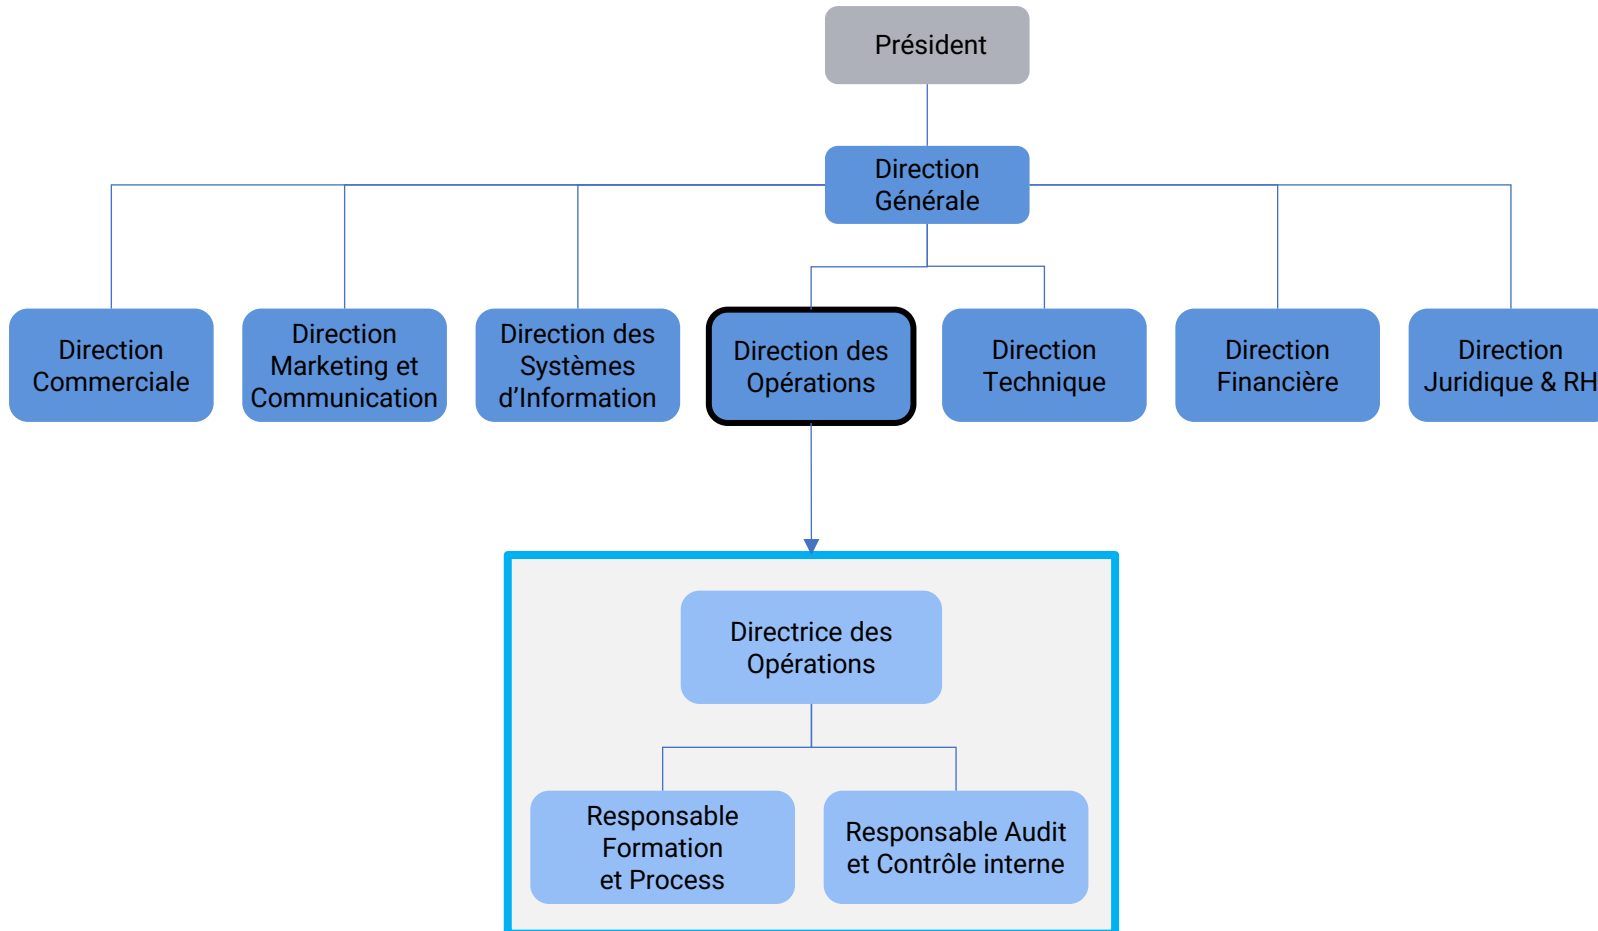 Président
Direction
Générale
Direction
Commerciale
Direction
Marketing et
Communication
Direction des
Systèmes
d’Information
Direction des
Opérations
Direction
Technique
Direction
Financière
Direction
Juridique & RH
Directrice des
Opérations
Responsable
Formation
et Process
Responsable Audit
et Contrôle interne